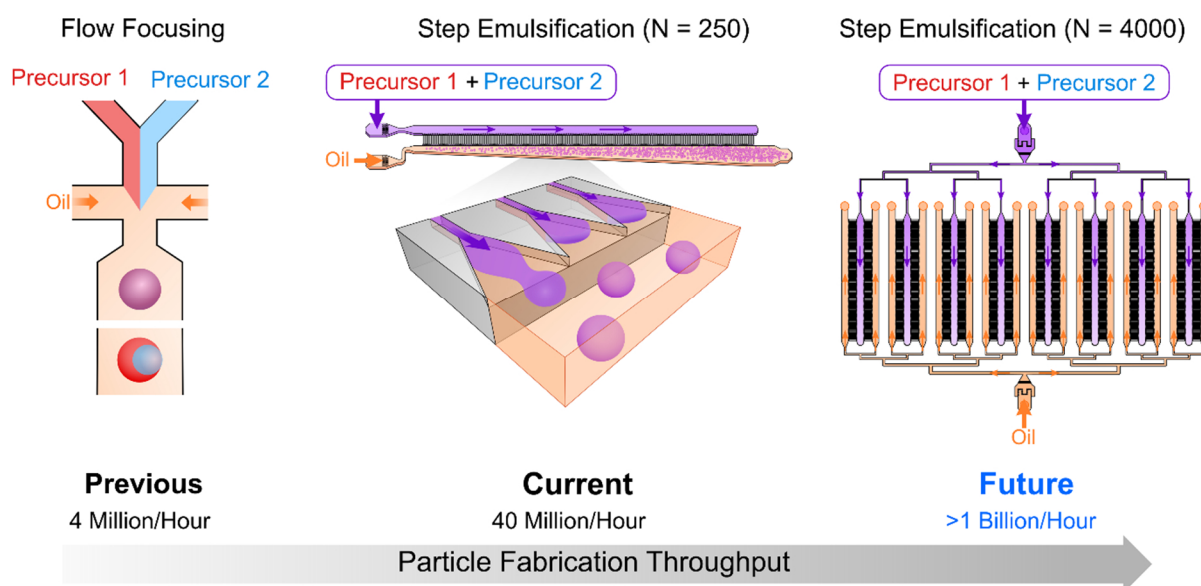 Flow Focusing
Precursor 1
Precursor 2
Oil
Step Emulsification (N = 250)
Precursor 1 + Precursor 2
Oil
Step Emulsification (N = 4000)
Precursor 1 + Precursor 2
Oil
Previous
4 Million/Hour
Current
40 Million/Hour
Future
>1 Billion/Hour
Particle Fabrication Throughput